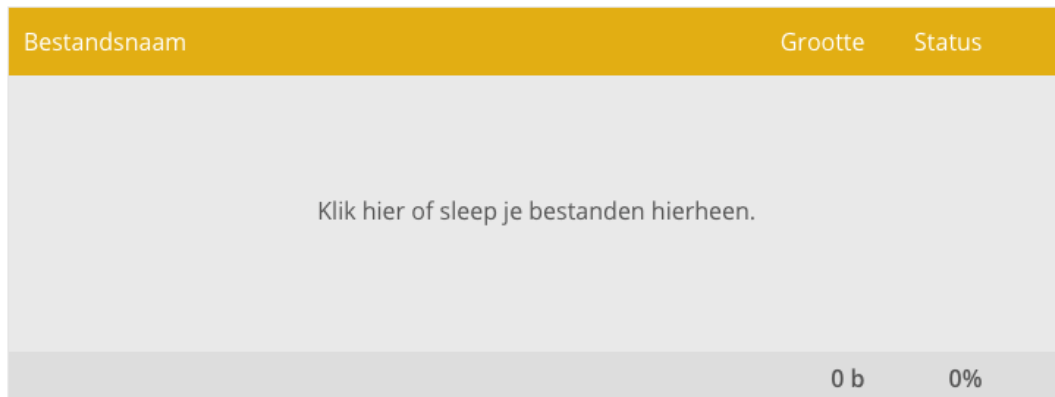 Bestandsnaam Grootte Status
Klik hier of sleep je bestanden hierheen.
0 b 0%